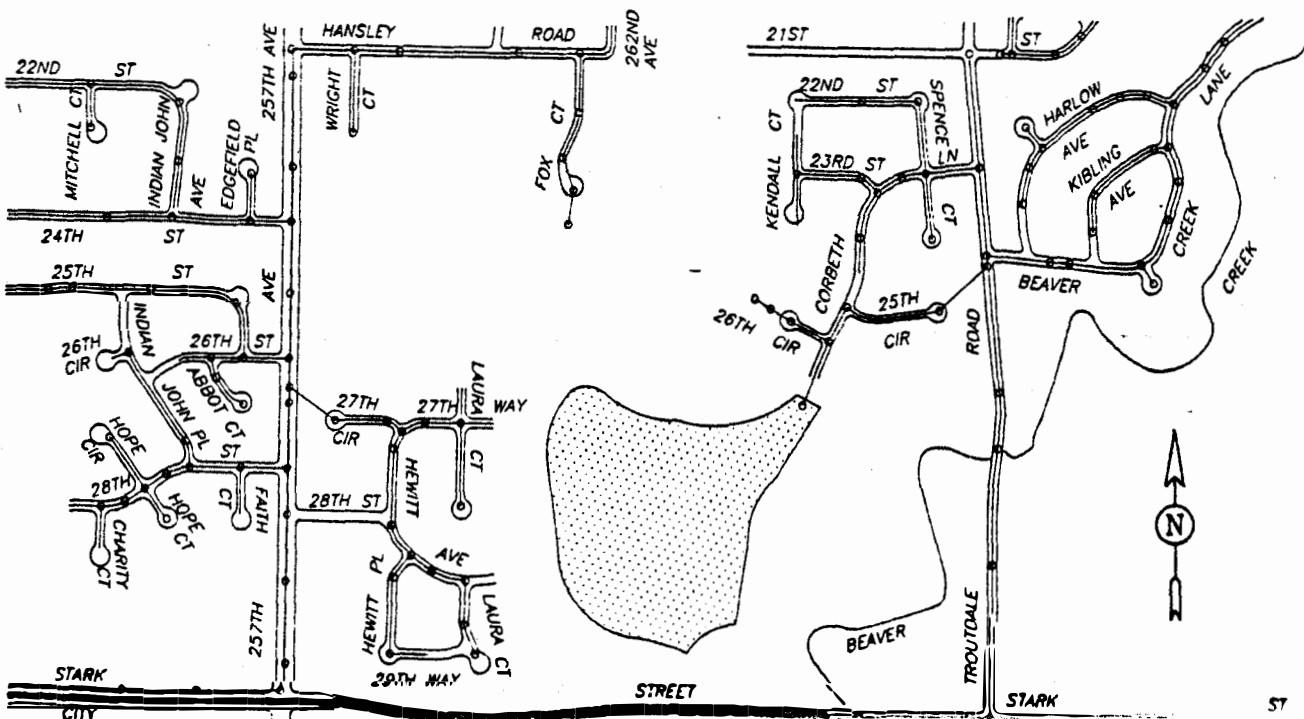 HANSLEY ROAD
262ND AVE
257TH AVE
WRIGHT CT
FOX CT
22ND ST
MITCHELL CT
INDIAN JOHN AVE
EDGEFIELD PL
24TH ST
25TH ST
AVE
INDIAN JOHN PL
26TH CIR
26TH ST
ABBOT CT
HOPE CIR
28TH ST
HOPE CT
CHARITY CT
FAITH CT
27TH CIR
27TH
LAURA WAY
CT
HEWITT
28TH ST
AVE
HEWITT PL
LAURA CT
29TH WAY
257TH
STARK STREET
CITY
21ST ST
22ND ST
SPENCE CT
LN
KENDALL CT
23RD ST
CORBETH
25TH CIR
26TH CIR
HARLOW AVE
KIBLING AVE
BEAVER CREEK LANE
CREEK
ROAD
BEAVER
TROUTDALE
N
STARK ST